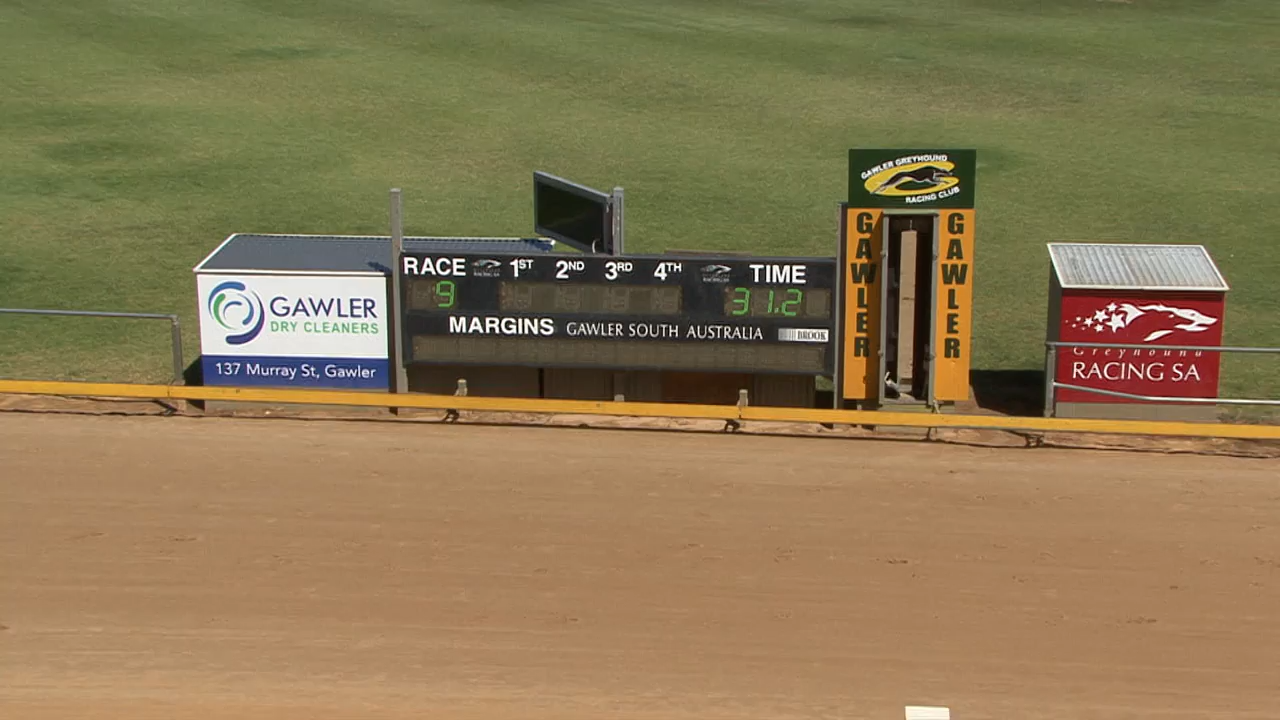 GAWLER GREYHOUND
RACING CLUB
GAWLER
GAWLER
RACE 1ST 2ND 3RD 4TH TIME
9 31.2
MARGINS GAWLER SOUTH AUSTRALIA BROOK
GAWLER
DRY CLEANERS
137 Murray St, Gawler
Greyhound
RACING SA